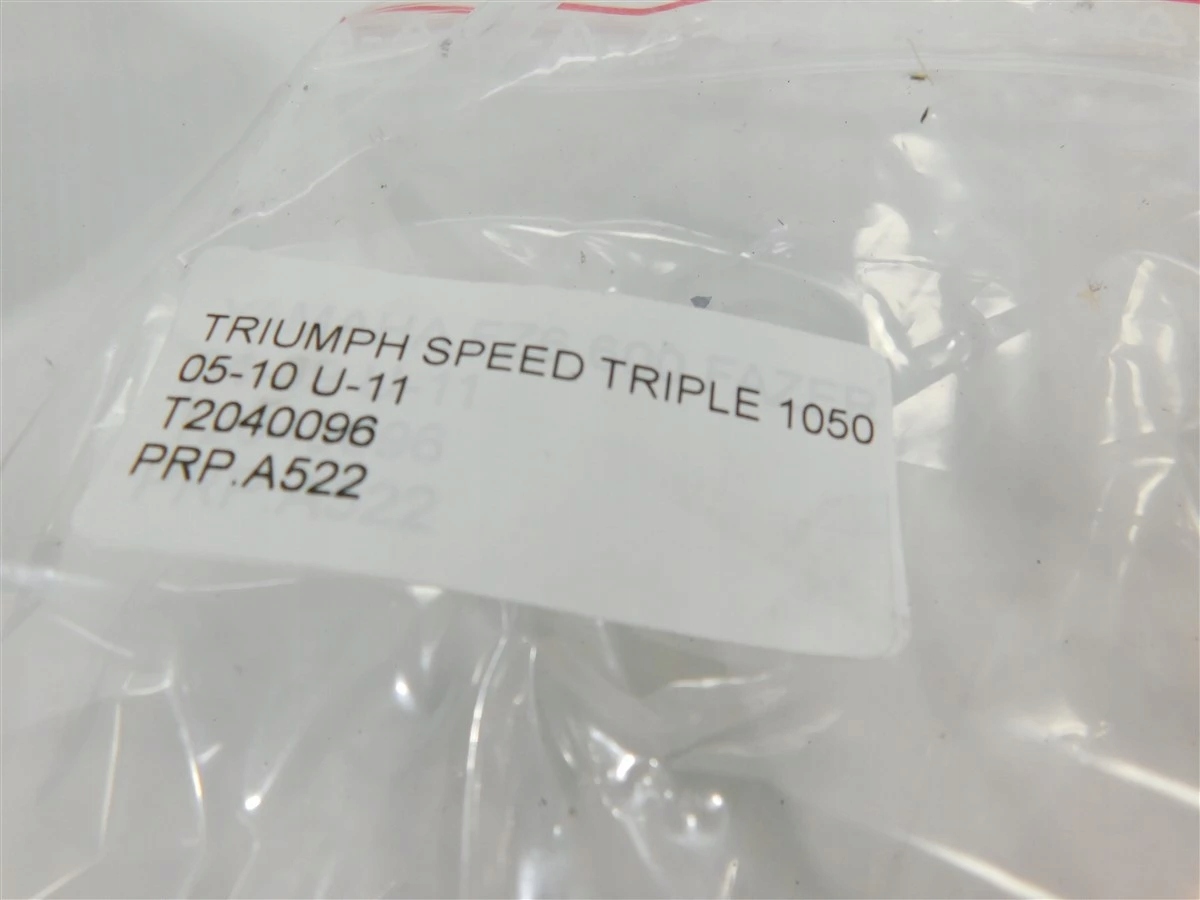 TRIUMPH SPEED TRIPLE 1050
05-10 U-11
T2040096
PRP.A522